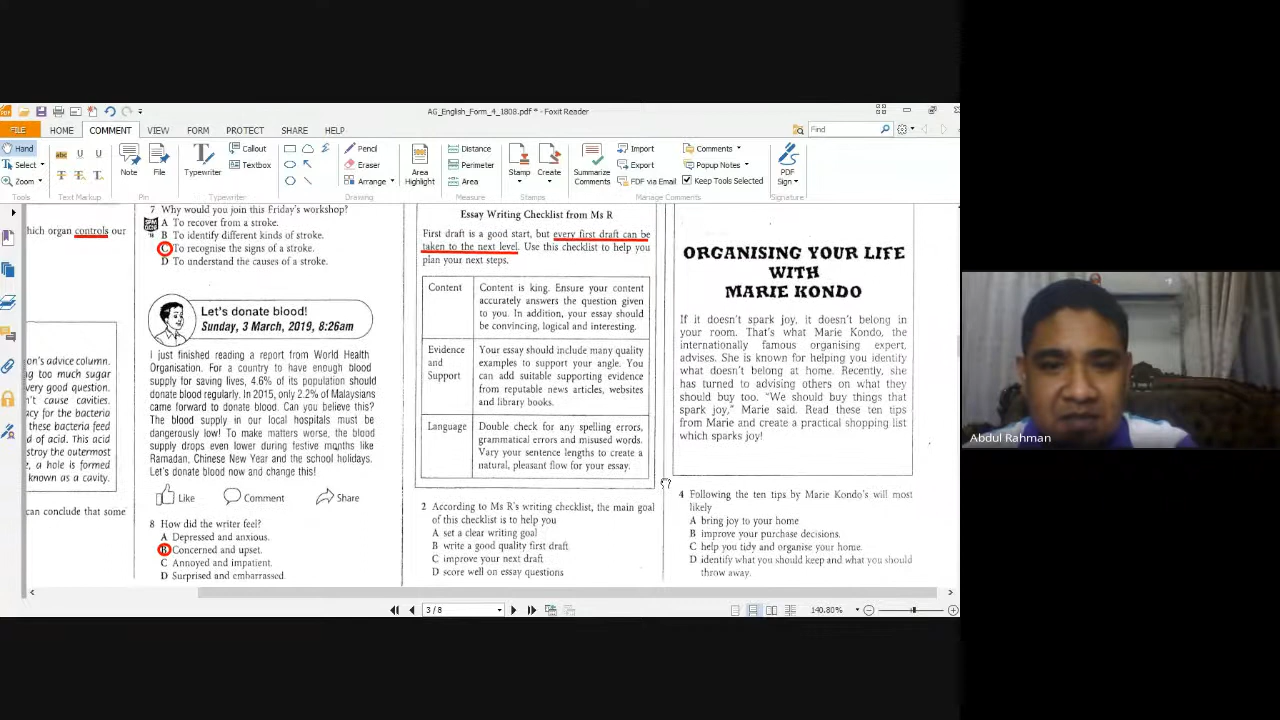 AG_English_Form_4_1808.pdf * - Foxit Reader
FILE
HOME
COMMENT
VIEW
FORM
PROTECT
SHARE
HELP
Find
Hand
Select
Zoom
Tools
Text Markup
Note
File
Pin
Typewriter
Callout
Textbox
Typewriter
Pencil
Eraser
Arrange
Drawing
Area
Highlight
Distance
Perimeter
Area
Measure
Stamp
Create
Stamps
Summarize
Comments
Import
Export
FDF via Email
Comments
Popup Notes
Keep Tools Selected
Manage Comments
PDF
Sign
Signature
hich organ controls our
on's advice column.
g too much sugar
very good question.
't cause cavities.
acy for the bacteria
these bacteria feed
d of acid. This acid
stroy the outermost
, a hole is formed
known as a cavity.
can conclude that some
7 Why would you join this Friday's workshop?
A To recover from a stroke.
B To identify different kinds of stroke.
C To recognise the signs of a stroke.
D To understand the causes of a stroke.
Let's donate blood!
Sunday, 3 March, 2019, 8:26am
I just finished reading a report from World Health
Organisation. For a country to have enough blood
supply for saving lives, 4.6% of its population should
donate blood regularly. In 2015, only 2.2% of Malaysians
came forward to donate blood. Can you believe this?
The blood supply in our local hospitals must be
dangerously low! To make matters worse, the blood
supply drops even lower during festive months like
Ramadan, Chinese New Year and the school holidays.
Let's donate blood now and change this!
Like
Comment
Share
8 How did the writer feel?
A Depressed and anxious.
B Concerned and upset.
C Annoyed and impatient.
D Surprised and embarrassed.
Essay Writing Checklist from Ms R
First draft is a good start, but every first draft can be
taken to the next level. Use this checklist to help you
plan your next steps.
Content
Content is king. Ensure your content
accurately answers the question given
to you. In addition, your essay should
be convincing, logical and interesting.
Evidence
and
Support
Your essay should include many quality
examples to support your angle. You
can add suitable supporting evidence
from reputable news articles, websites
and library books.
Language
Double check for any spelling errors,
grammatical errors and misused words.
Vary your sentence lengths to create a
natural, pleasant flow for your essay.
2 According to Ms R's writing checklist, the main goal
of this checklist is to help you
A set a clear writing goal
B write a good quality first draft
C improve your next draft
D score well on essay questions
ORGANISING YOUR LIFE
WITH
MARIE KONDO
If it doesn't spark joy, it doesn't belong in
your room. That's what Marie Kondo, the
internationally famous organising expert,
advises. She is known for helping you identify
what doesn't belong at home. Recently, she
has turned to advising others on what they
should buy too. "We should buy things that
spark joy," Marie said. Read these ten tips
from Marie and create a practical shopping list
which sparks joy!
4 Following the ten tips by Marie Kondo's will most
likely
A bring joy to your home
B improve your purchase decisions.
C help you tidy and organise your home.
D identify what you should keep and what you should
throw away.
3 / 8
140.80%
Abdul Rahman